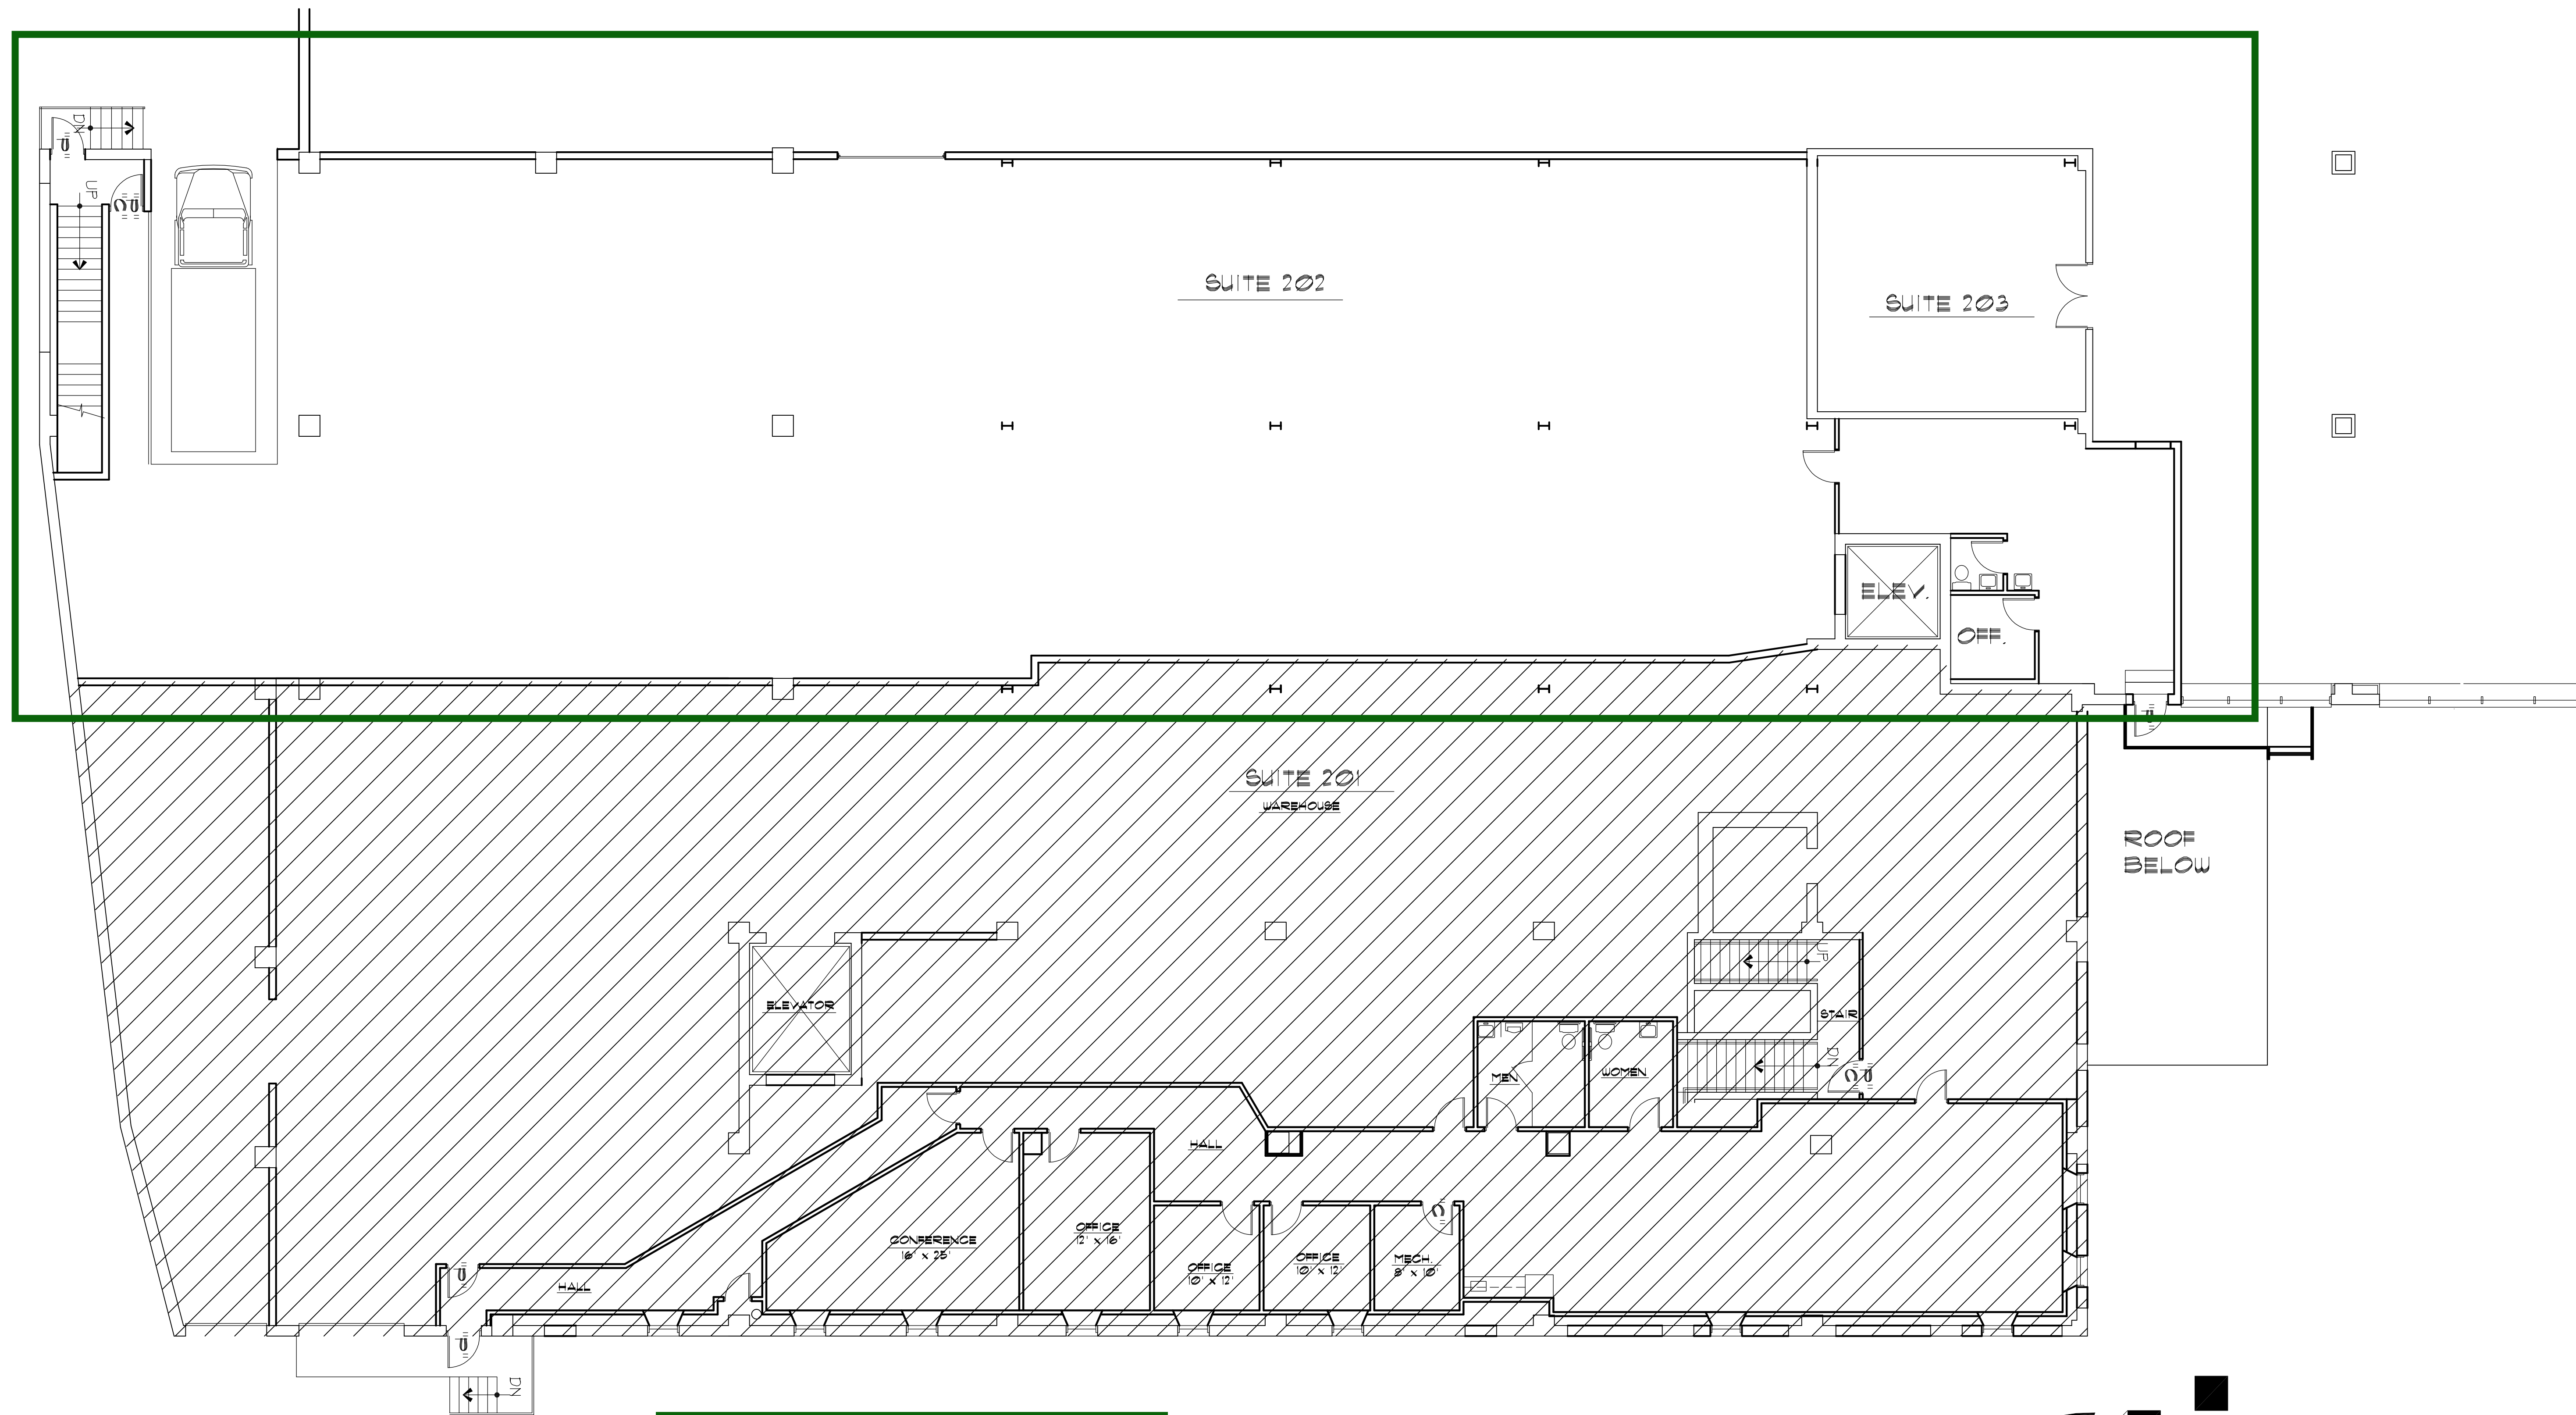 DN
UP
SUITE 202
SUITE 203
ELEV.
OFF.
SUITE 201
WAREHOUSE
ROOF
BELOW
UP
ELEVATOR
STAIR
DN
MEN
WOMEN
HALL
OFFICE
12' x 16'
CONFERENCE
16' x 25'
OFFICE
10' x 12'
OFFICE
10' x 12'
MECH.
8' x 10'
HALL
DN